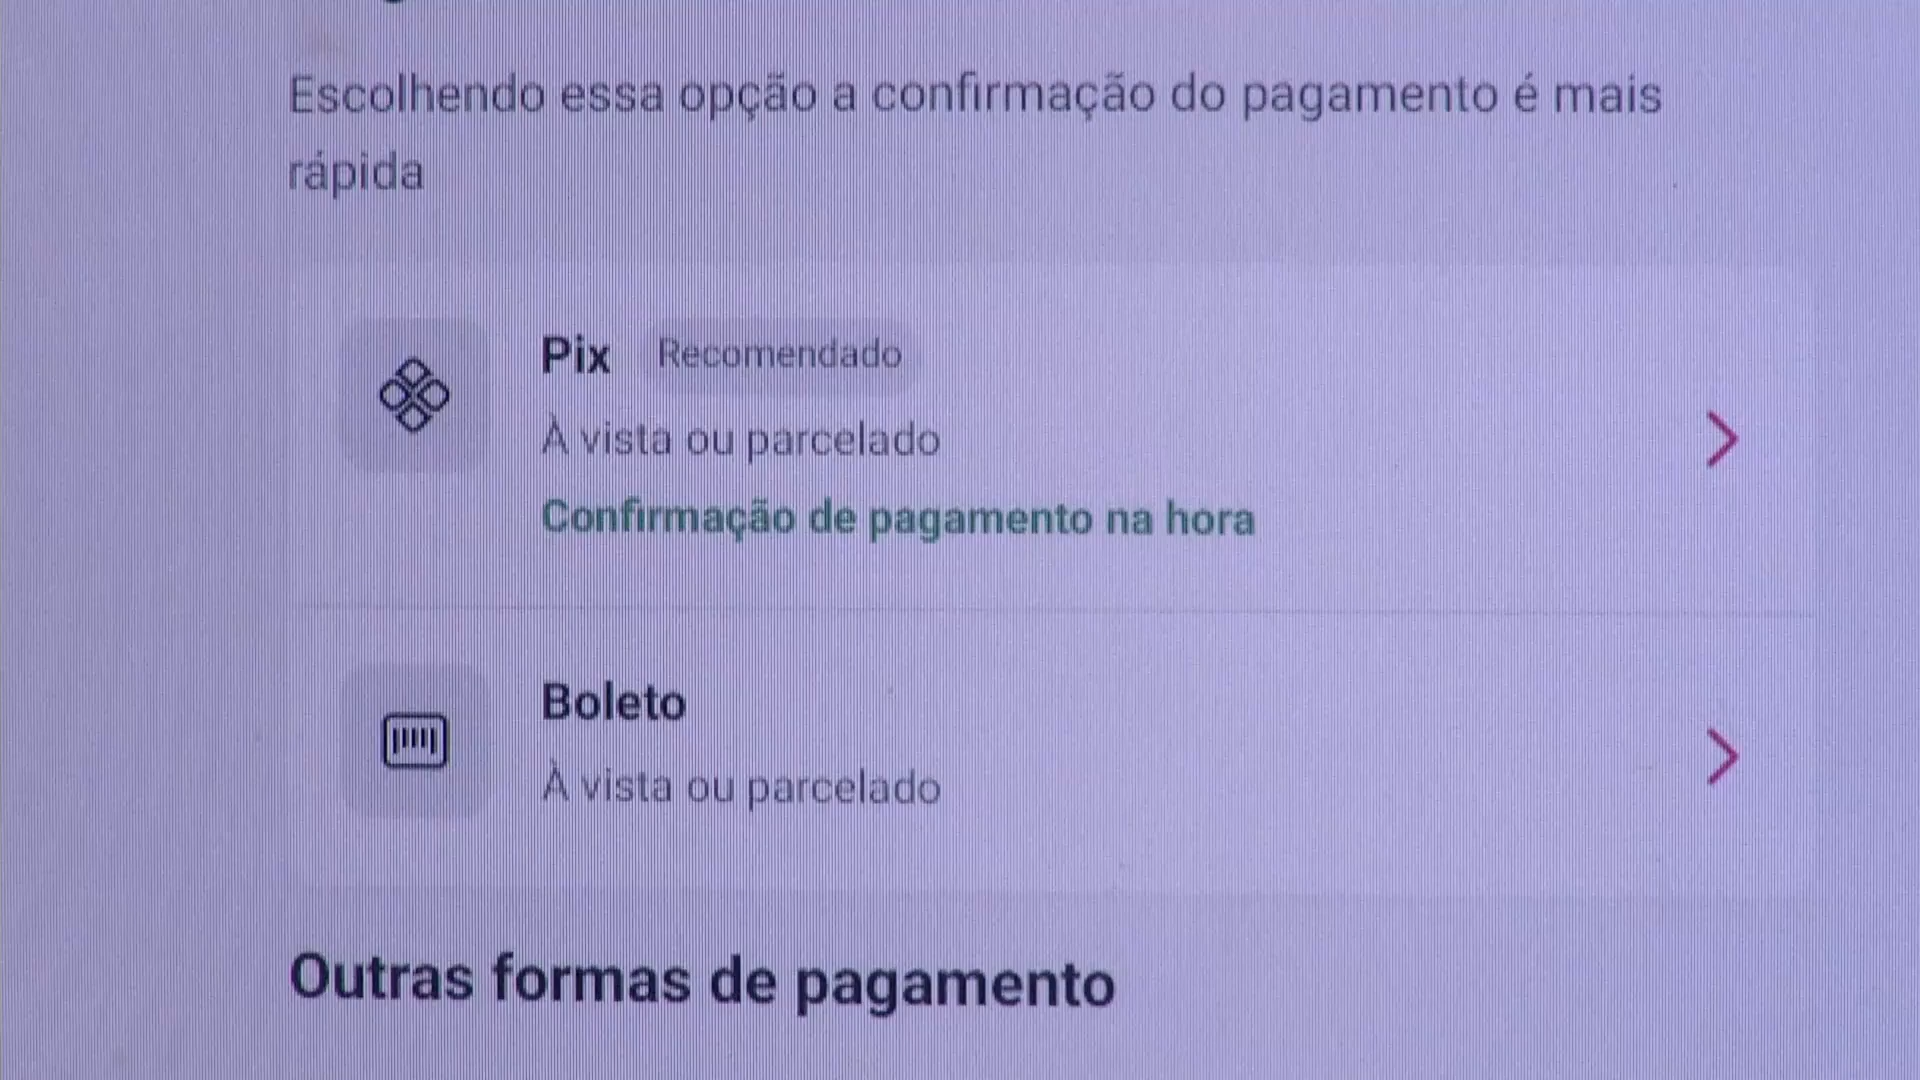 Escolhendo essa opção a confirmação do pagamento é mais
rápida
Pix Recomendado
À vista ou parcelado
Confirmação de pagamento na hora
Boleto
À vista ou parcelado
Outras formas de pagamento